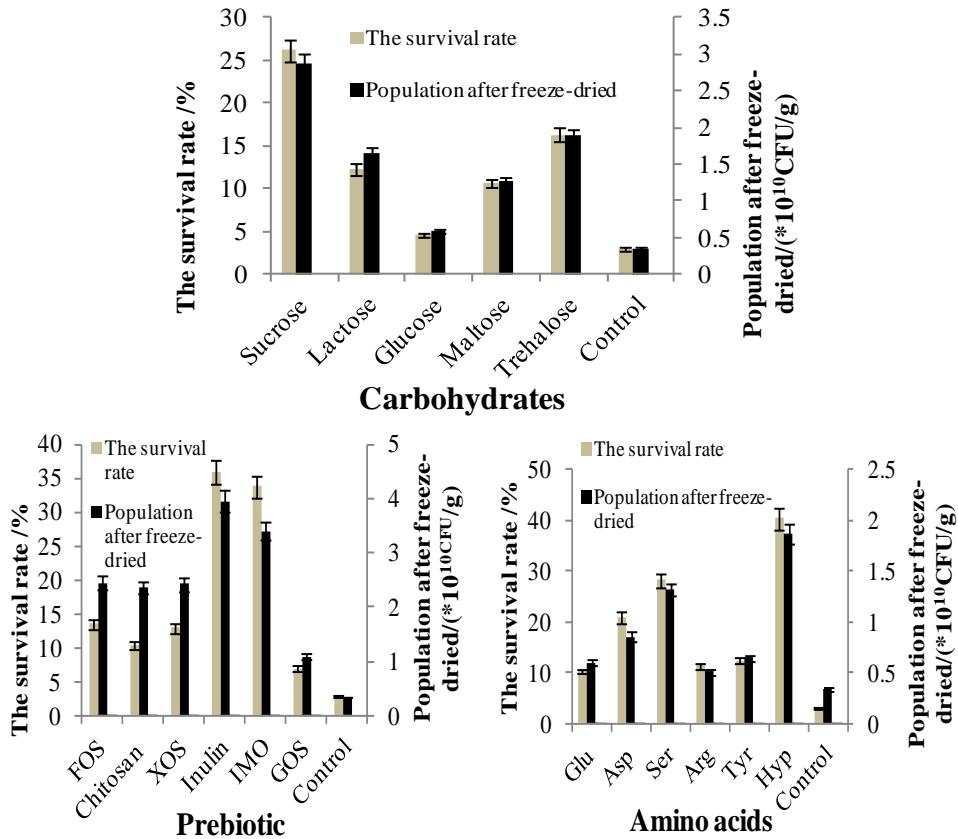 The survival rate /%
30
25
20
15
10
5
0
The survival rate
Population after freeze-dried
3.5
3
2.5
2
1.5
1
0.5
0
Population after freeze-
dried/(*10^10CFU/g)
Sucrose
Lactose
Glucose
Maltose
Trehalose
Control
Carbohydrates
The survival rate /%
40
35
30
25
20
15
10
5
0
The survival
rate
Population
after freeze-
dried
5
4
3
2
1
0
Population after freeze-
dried/(*10^10CFU/g)
FOS
Chitosan
XOS
Inulin
IMO
GOS
Control
Prebiotic
The survival rate /%
50
40
30
20
10
0
The survival rate
Population after freeze-
dried
2.5
2
1.5
1
0.5
0
Population after freeze-
dried/(*10^10CFU/g)
Glu
Asp
Ser
Arg
Tyr
Hyp
Control
Amino acids